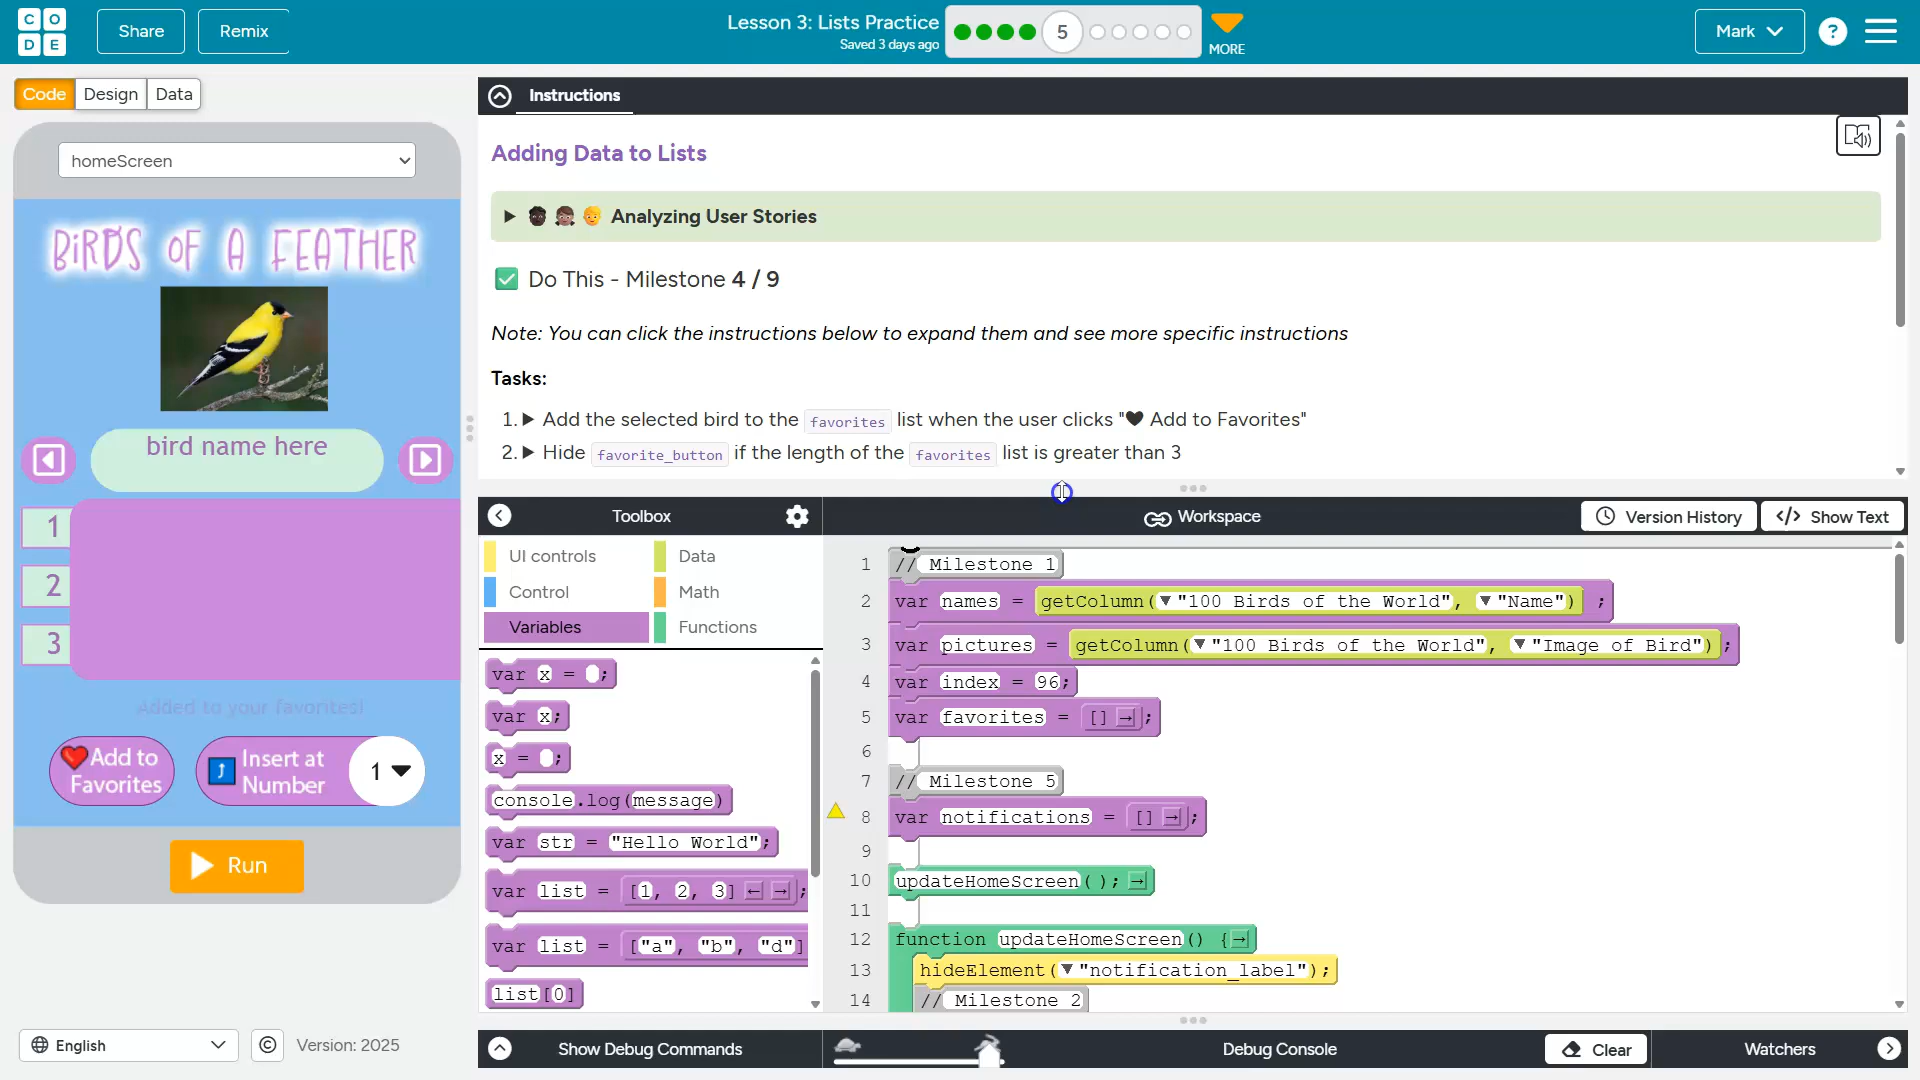 C O
D E
Share
Remix
Lesson 3: Lists Practice
Saved 3 days ago
5
MORE
Mark
?
Code
Design
Data
homeScreen
BIRDS OF A FEATHER
bird name here
1
2
3
Added to your favorites!
Add to
Favorites
Insert at
Number
1
Run
English
©
Version: 2025
Instructions
Adding Data to Lists
Analyzing User Stories
Do This - Milestone 4 / 9
Note: You can click the instructions below to expand them and see more specific instructions
Tasks:
1. Add the selected bird to the favorites list when the user clicks "🖤 Add to Favorites"
2. Hide favorite_button if the length of the favorites list is greater than 3
Toolbox
Workspace
Version History
</> Show Text
UI controls
Data
Control
Math
Variables
Functions
var x = ;
var x;
x = ;
console.log(message)
var str = "Hello World";
var list = [1, 2, 3] ← → ;
var list = ["a", "b", "d"]
list[0]
1 // Milestone 1
2 var names = getColumn(▼"100 Birds of the World", ▼"Name") ;
3 var pictures = getColumn(▼"100 Birds of the World", ▼"Image of Bird") ;
4 var index = 96;
5 var favorites = [] → ;
6
7 // Milestone 5
8 var notifications = [] → ;
9
10 updateHomeScreen(); →
11
12 function updateHomeScreen() { →
13 hideElement(▼"notification_label");
14 // Milestone 2
Show Debug Commands
Debug Console
Clear
Watchers